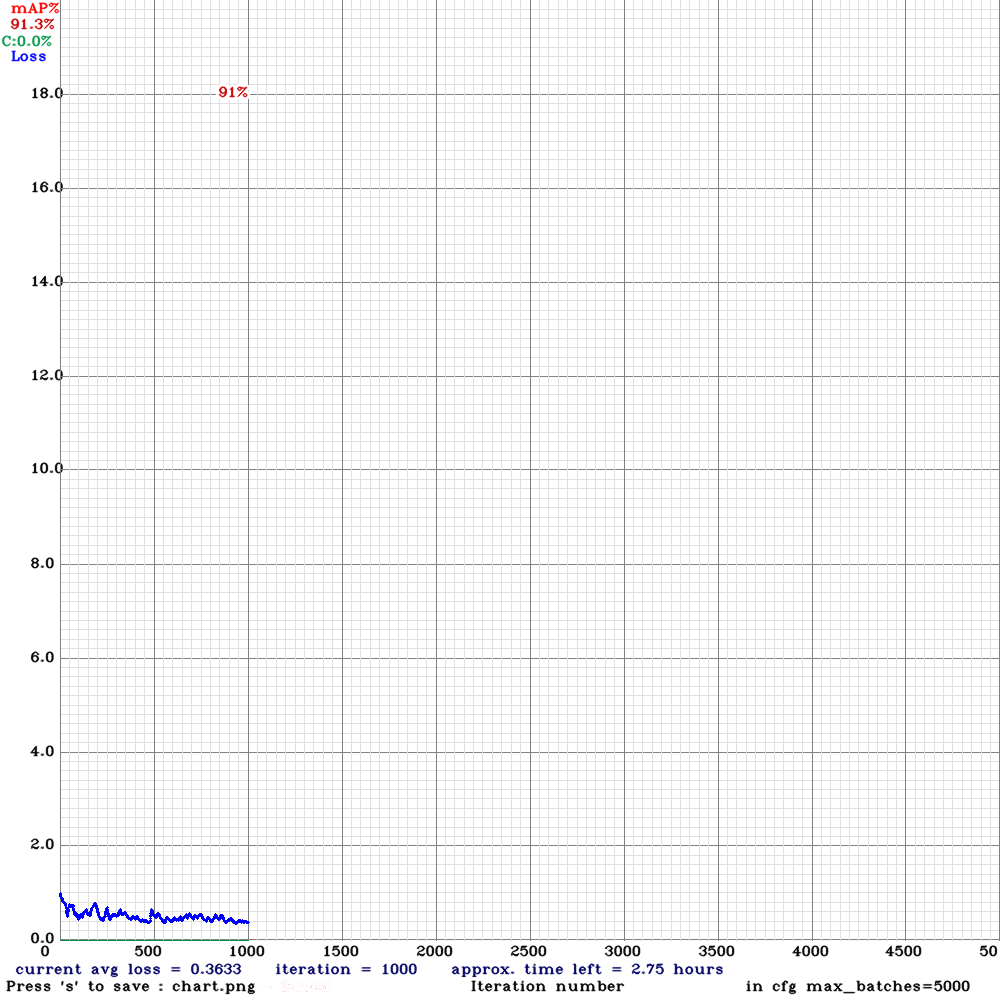 mAP%
91.3%
C:0.0%
Loss
91%
18.0
16.0
14.0
12.0
10.0
8.0
6.0
4.0
2.0
0.0
0 500 1000 1500 2000 2500 3000 3500 4000 4500 50
current avg loss = 0.3633 iteration = 1000 approx. time left = 2.75 hours
Press 's' to save : chart.png Iteration number in cfg max_batches=5000